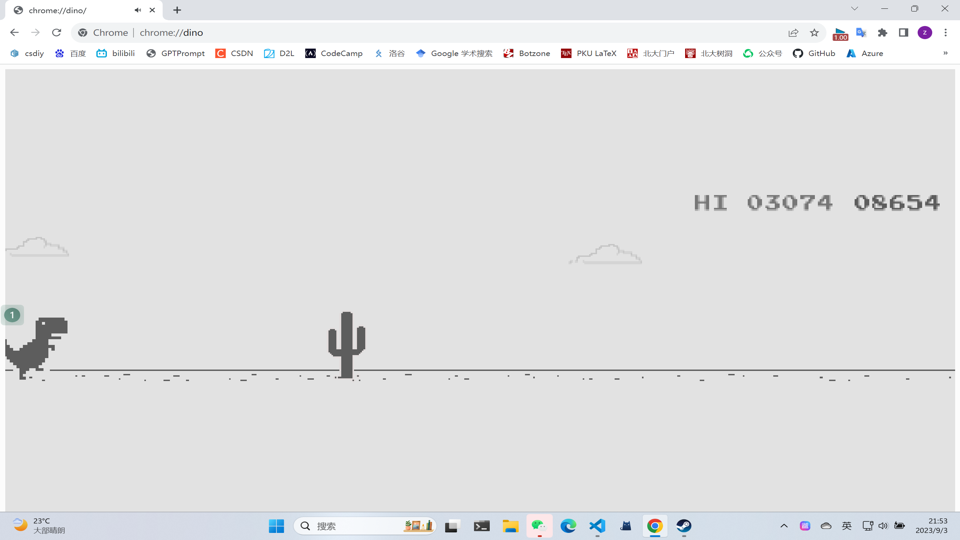 chrome://dino/
Chrome | chrome://dino
1.00
z
csdiy 百度 bilibili GPTPrompt CSDN D2L CodeCamp 洛谷 Google 学术搜索 Botzone PKU LaTeX 北大门户 北大树洞 公众号 GitHub Azure »
HI 03074 08654
1
23°C
大部晴朗
搜索
英
21:53
2023/9/3